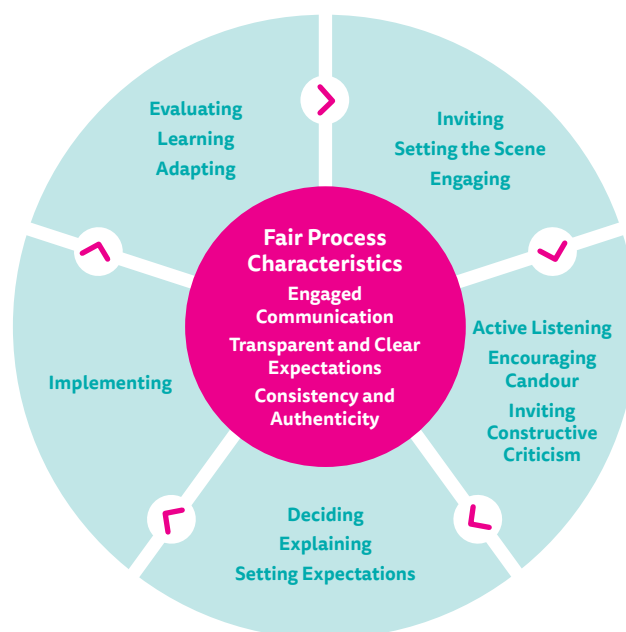 Fair Process
Characteristics
Engaged
Communication
Transparent and Clear
Expectations
Consistency and
Authenticity
Inviting
Setting the Scene
Engaging
Active Listening
Encouraging
Candour
Inviting
Constructive
Criticism
Deciding
Explaining
Setting Expectations
Implementing
Evaluating
Learning
Adapting